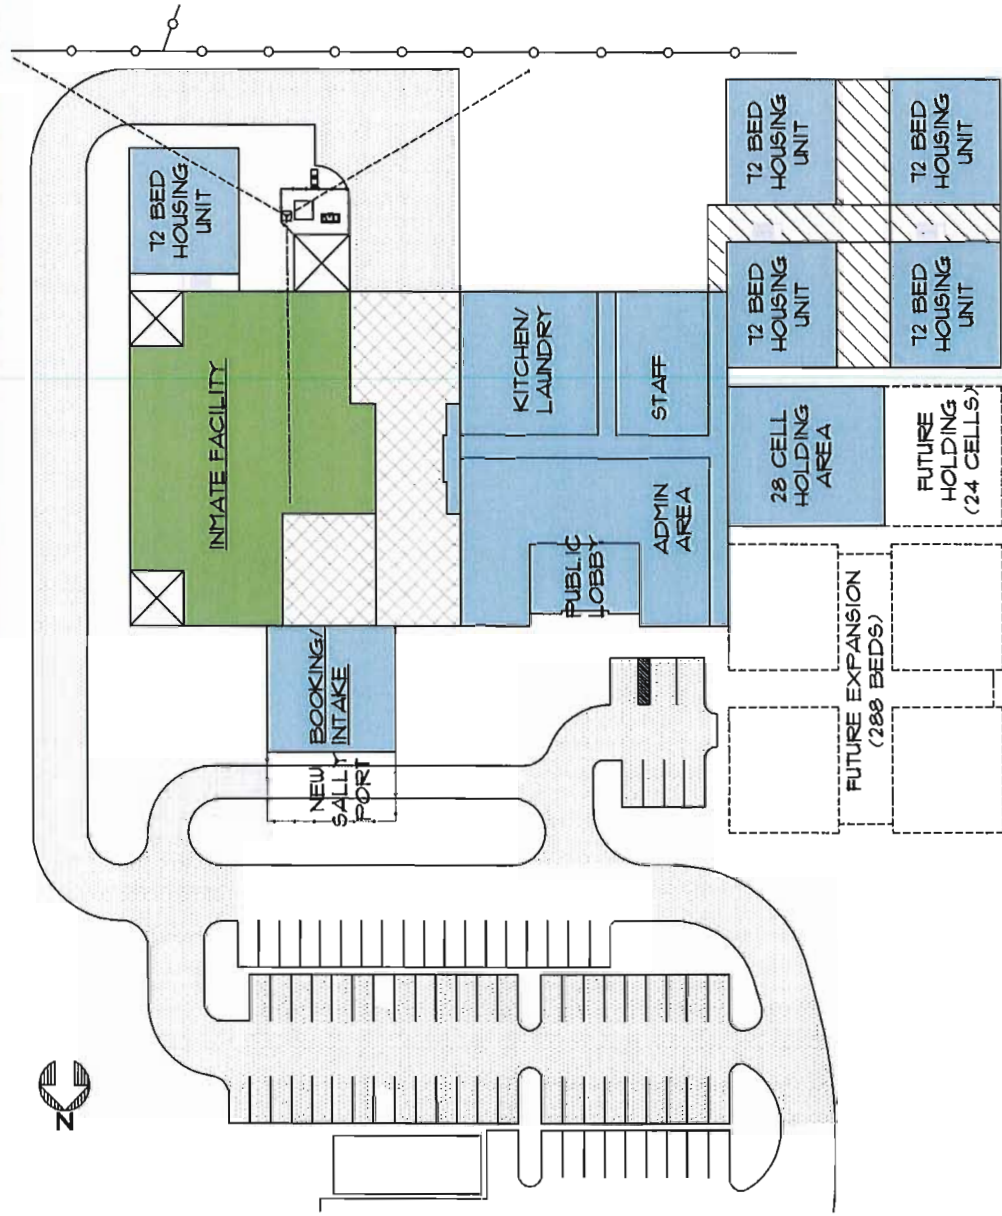 72 BED
HOUSING
UNIT
72 BED
HOUSING
UNIT
72 BED
HOUSING
UNIT
72 BED
HOUSING
UNIT
72 BED
HOUSING
UNIT
INMATE FACILITY
KITCHEN/
LAUNDRY
STAFF
28 CELL
HOLDING
AREA
FUTURE
HOLDING
(24 CELLS)
ADMIN
AREA
PUBLIC
LOBBY
BOOKING/
INTAKE
NEW
SALLY
PORT
FUTURE EXPANSION
(288 BEDS)
N